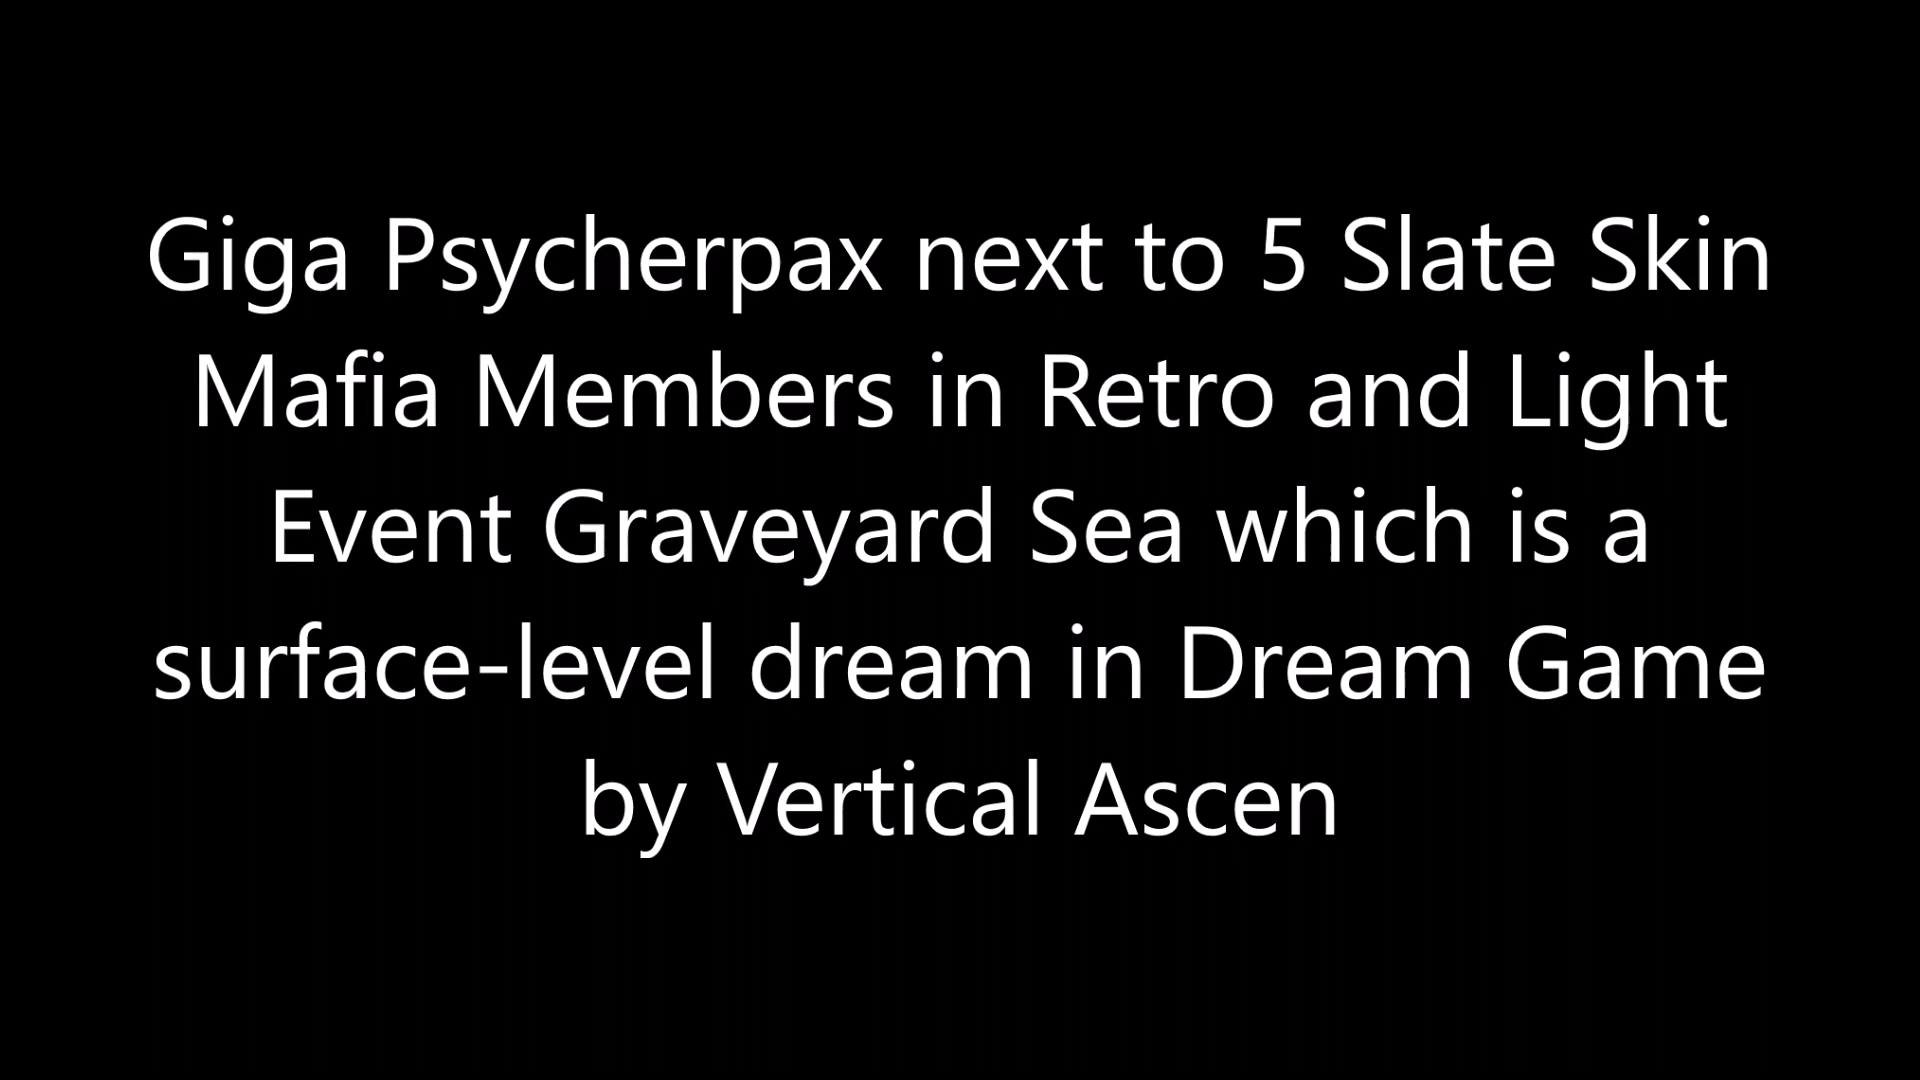 Giga Psycherpax next to 5 Slate Skin
Mafia Members in Retro and Light
Event Graveyard Sea which is a
surface-level dream in Dream Game
by Vertical Ascen